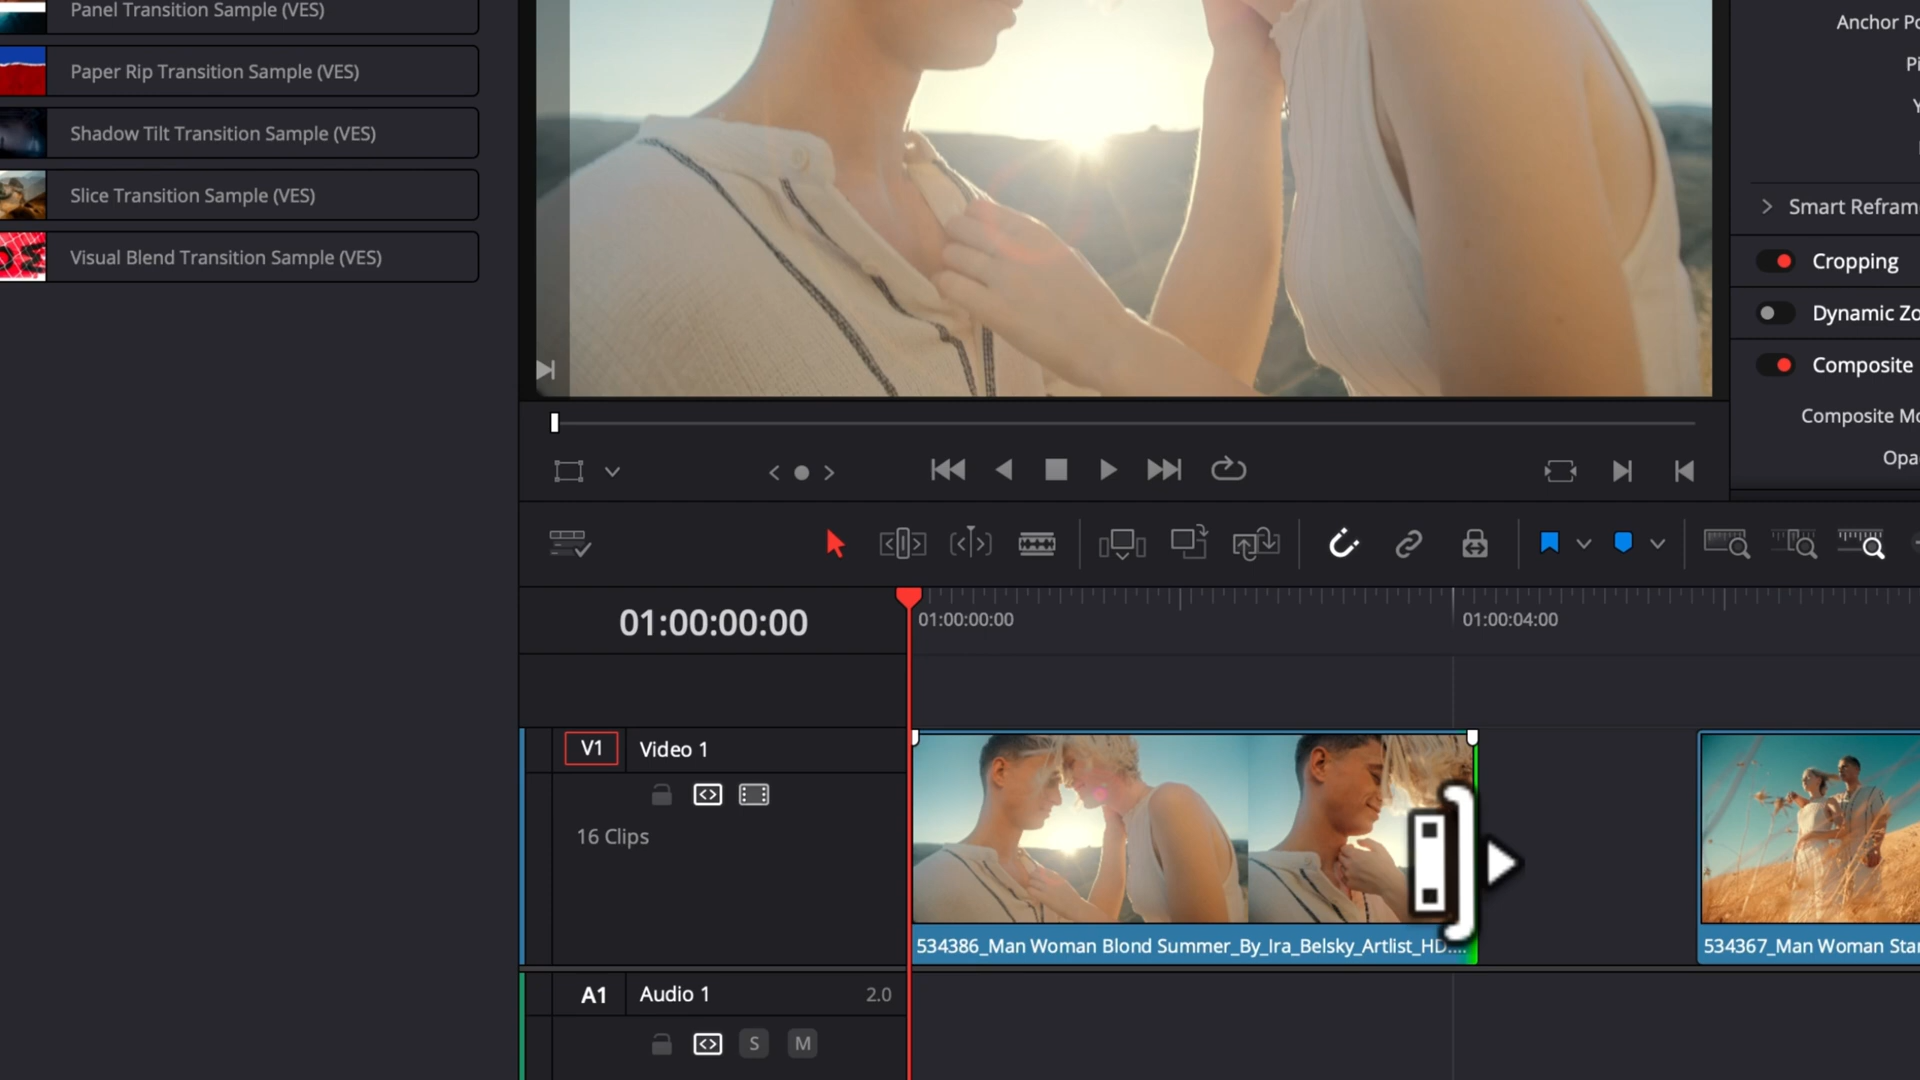 Panel Transition Sample (VES)
Paper Rip Transition Sample (VES)
Shadow Tilt Transition Sample (VES)
Slice Transition Sample (VES)
Visual Blend Transition Sample (VES)
Anchor Po
Pi
Y
Smart Refram
Cropping
Dynamic Zo
Composite
Composite Mo
Opa
01:00:00:00
01:00:00:00
01:00:04:00
V1
Video 1
16 Clips
534386_Man Woman Blond Summer_By_Ira_Belsky_Artlist_HD....
534367_Man Woman Star
A1
Audio 1
2.0
S
M